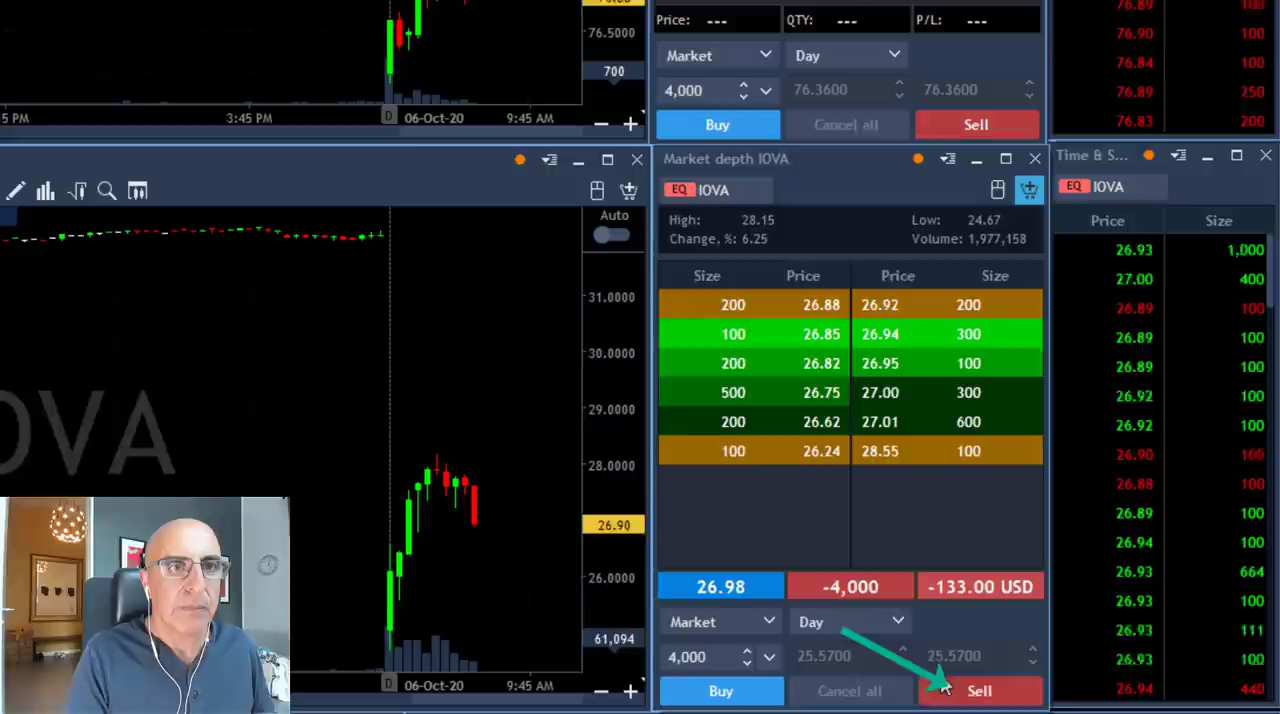 76.5000
700
5 PM 3:45 PM D 06-Oct-20 9:45 AM
Price: --- QTY: --- P/L: ---
Market Day
4,000 76.3600 76.3600
Buy Cancel all Sell
76.89 100
76.90 100
76.84 100
76.89 250
76.83 200
Auto
31.0000
30.0000
29.0000
28.0000
26.90
26.0000
61,094
OVA
D 06-Oct-20 9:45 AM
Market depth IOVA
EQ IOVA
High: 28.15 Low: 24.67
Change, %: 6.25 Volume: 1,977,158
Size Price Price Size
200 26.88 26.92 200
100 26.85 26.94 300
200 26.82 26.95 100
500 26.75 27.00 300
200 26.62 27.01 600
100 26.24 28.55 100
26.98 -4,000 -133.00 USD
Market Day
4,000 25.5700 25.5700
Buy Cancel all Sell
Time & S...
EQ IOVA
Price Size
26.93 1,000
27.00 400
26.89 100
26.89 100
26.89 100
26.92 100
26.92 100
26.90 100
26.88 100
26.89 100
26.94 100
26.93 664
26.93 100
26.93 111
26.93 100
26.94 440